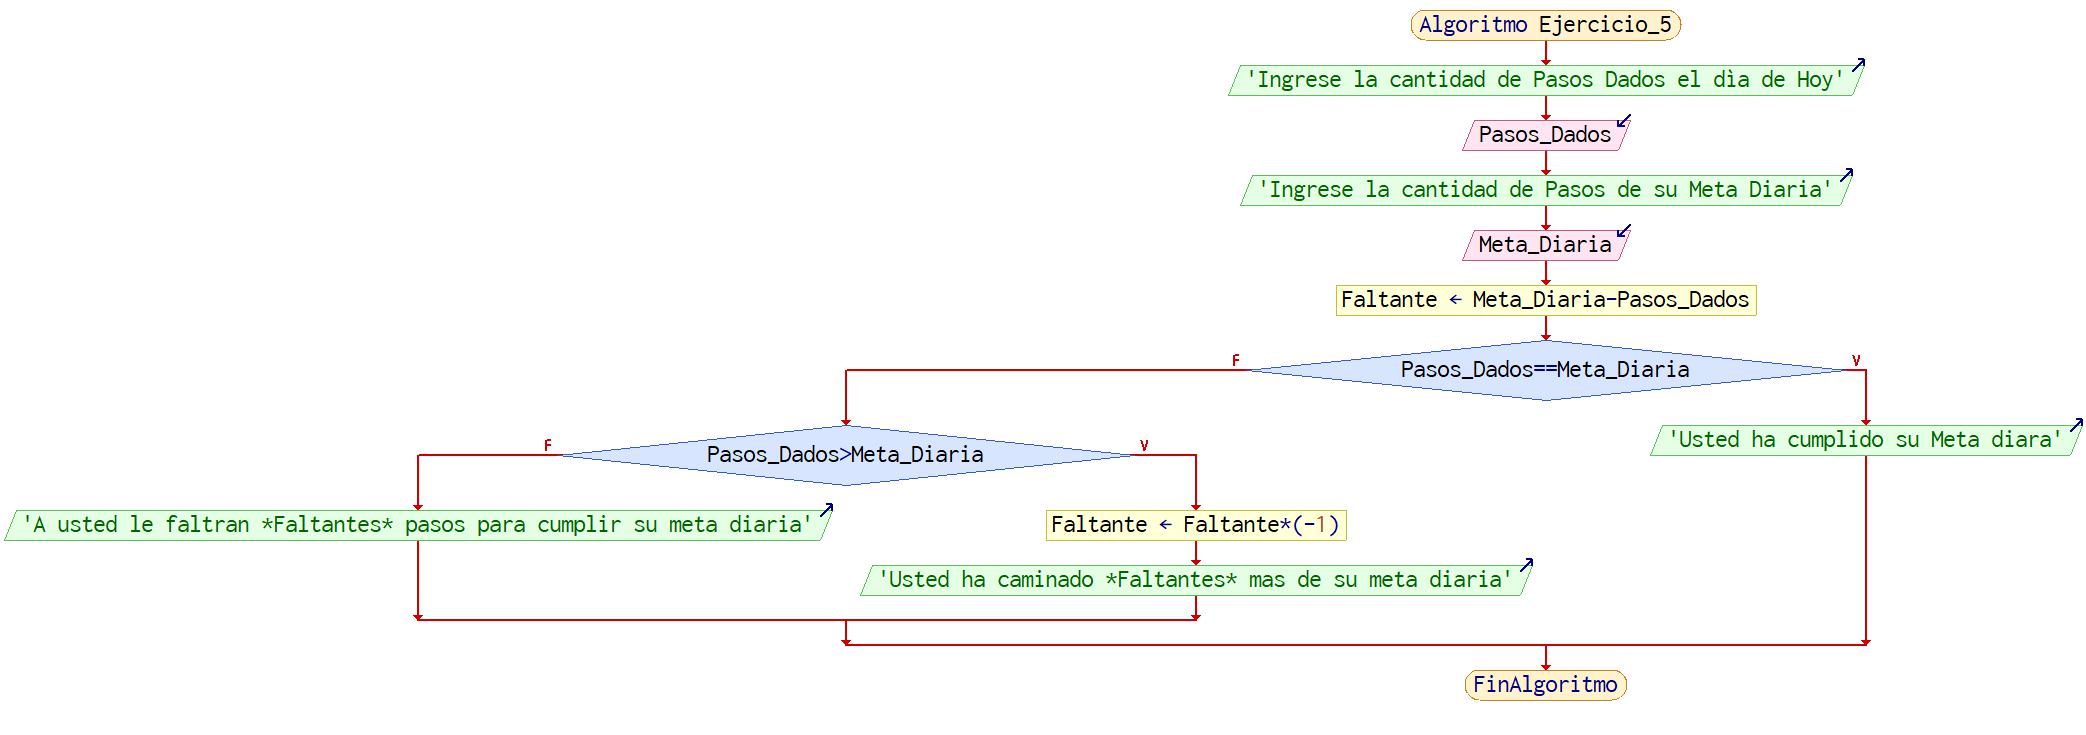 Algoritmo Ejercicio_5
'Ingrese la cantidad de Pasos Dados el dìa de Hoy'
Pasos_Dados
'Ingrese la cantidad de Pasos de su Meta Diaria'
Meta_Diaria
Faltante ← Meta_Diaria-Pasos_Dados
Pasos_Dados==Meta_Diaria
F
V
Pasos_Dados>Meta_Diaria
F
V
'Usted ha cumplido su Meta diara'
'A usted le faltran *Faltantes* pasos para cumplir su meta diaria'
Faltante ← Faltante*(-1)
'Usted ha caminado *Faltantes* mas de su meta diaria'
FinAlgoritmo